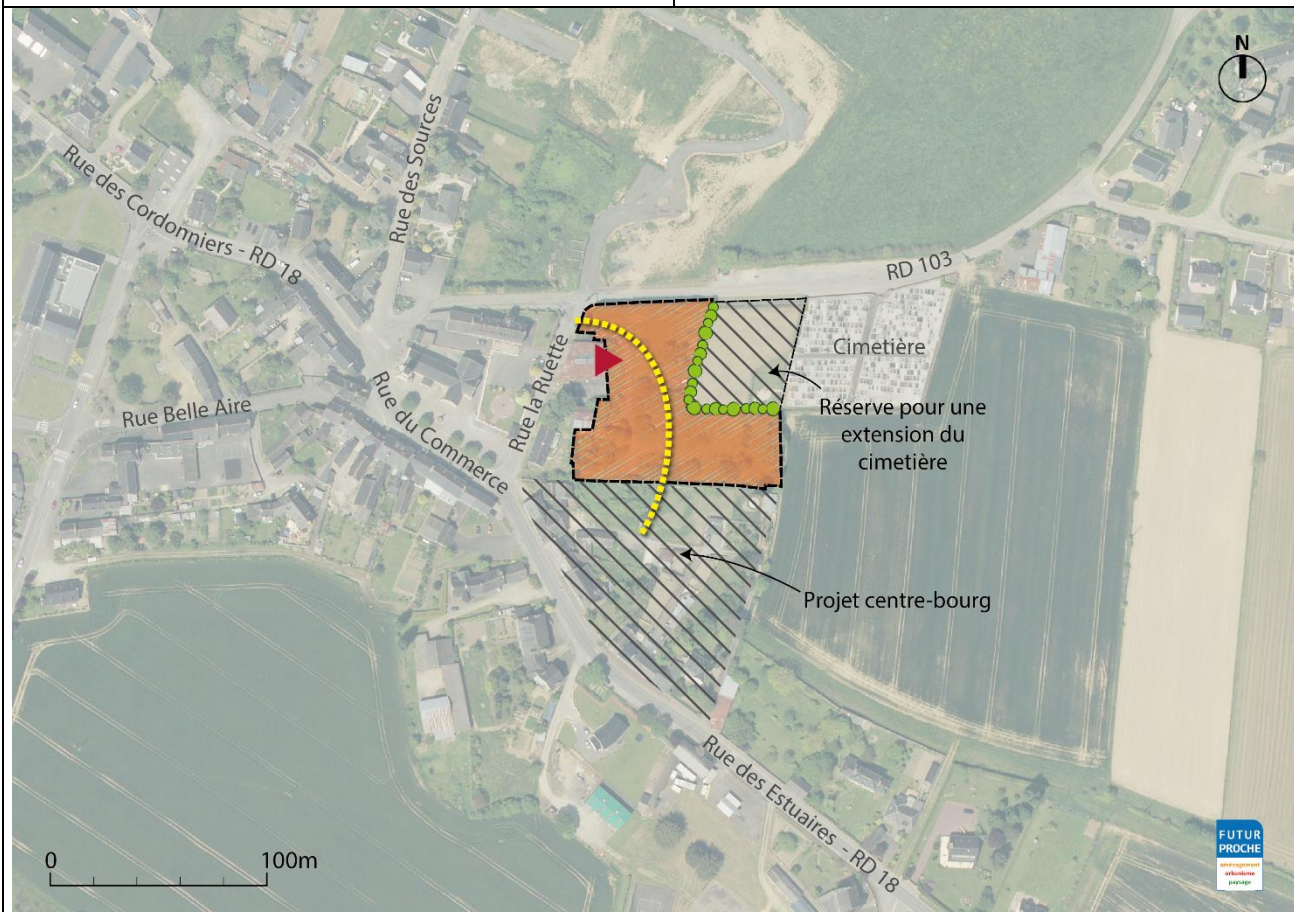 N
Rue des Sources
Rue des Cordonniers - RD 18
RD 103
Cimetière
Rue la Ruette
Rue Belle Aire
Rue du Commerce
Réserve pour une
extension du
cimetière
Projet centre-bourg
Rue des Estuaires - RD 18
0
100m
FUTUR
PROCHE
aménagement
urbanisme
paysage